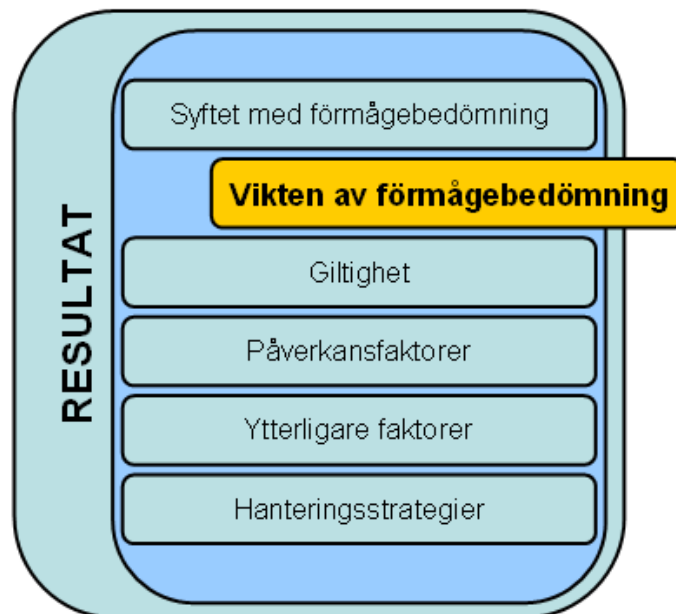 RESULTAT
Syftet med förmågebedömning
Vikten av förmågebedömning
Giltighet
Påverkansfaktorer
Ytterligare faktorer
Hanteringsstrategier